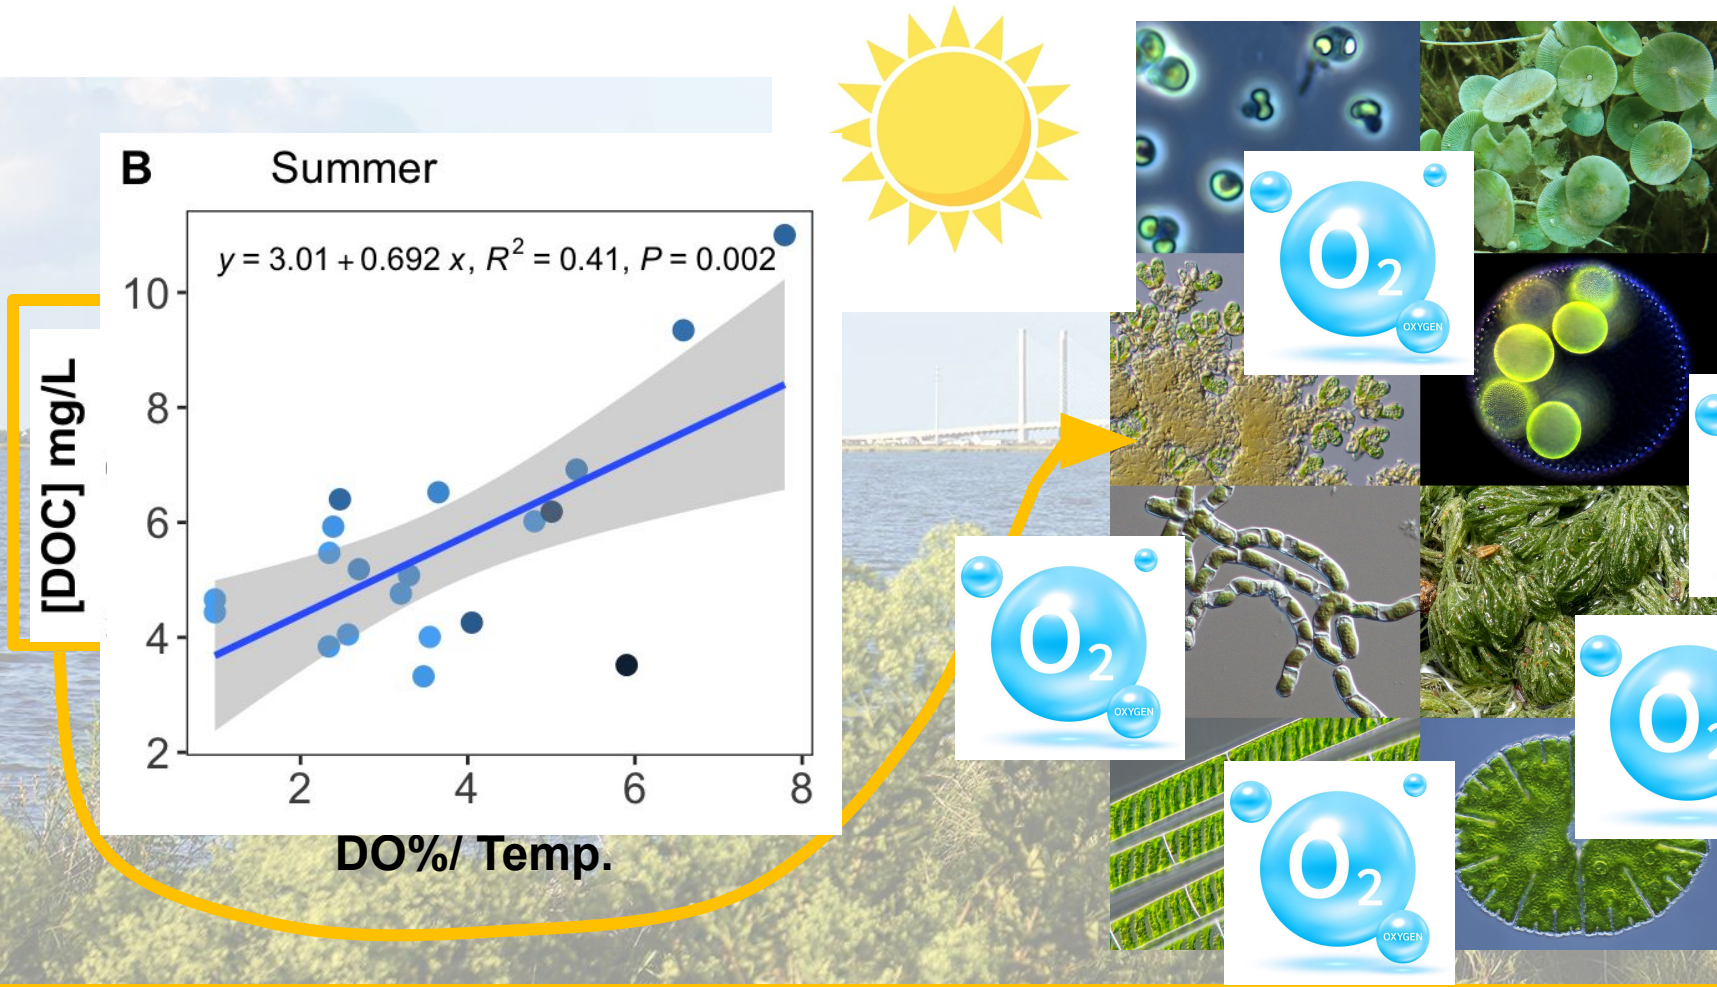 B Summer
y = 3.01 + 0.692 x, R² = 0.41, P = 0.002
10
8
6
4
2
2 4 6 8
[DOC] mg/L
DO%/ Temp.
O₂
OXYGEN
O₂
OXYGEN
O₂
OXYGEN
O₂